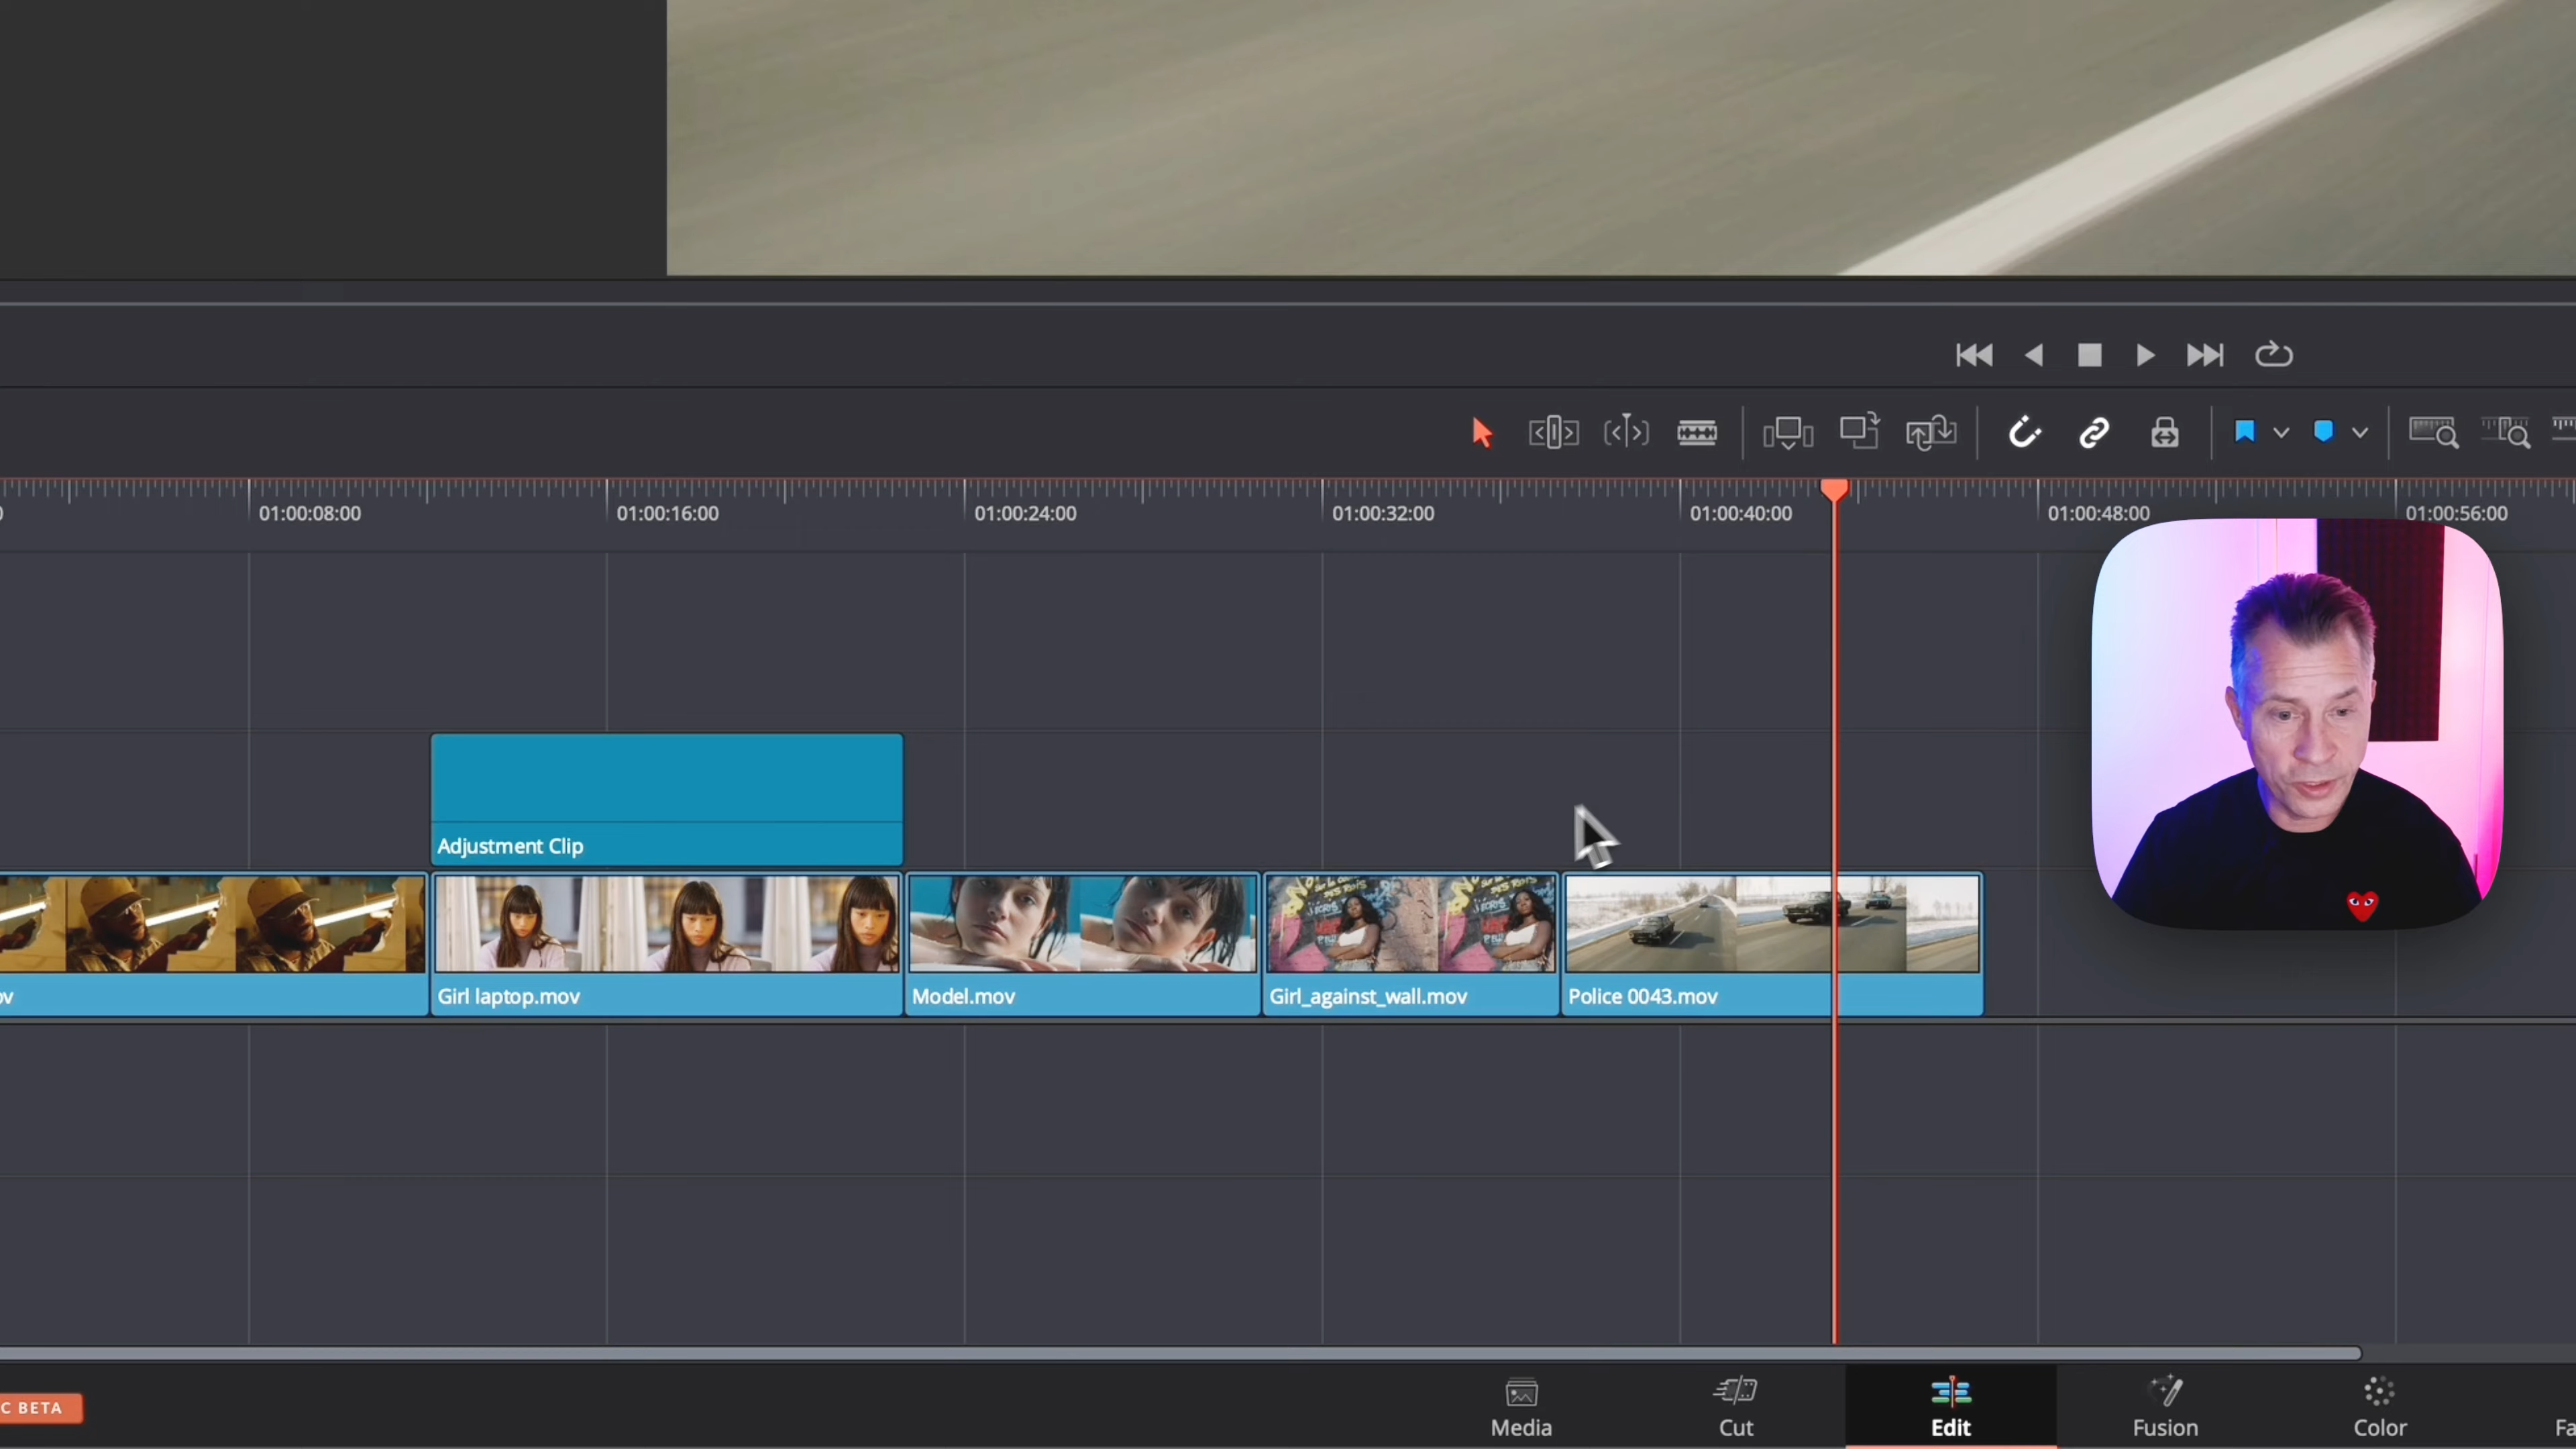 01:00:08:00
01:00:16:00
01:00:24:00
01:00:32:00
01:00:40:00
01:00:48:00
01:00:56:00
Adjustment Clip
Girl laptop.mov
Model.mov
Girl_against_wall.mov
Police 0043.mov
C BETA
Media
Cut
Edit
Fusion
Color